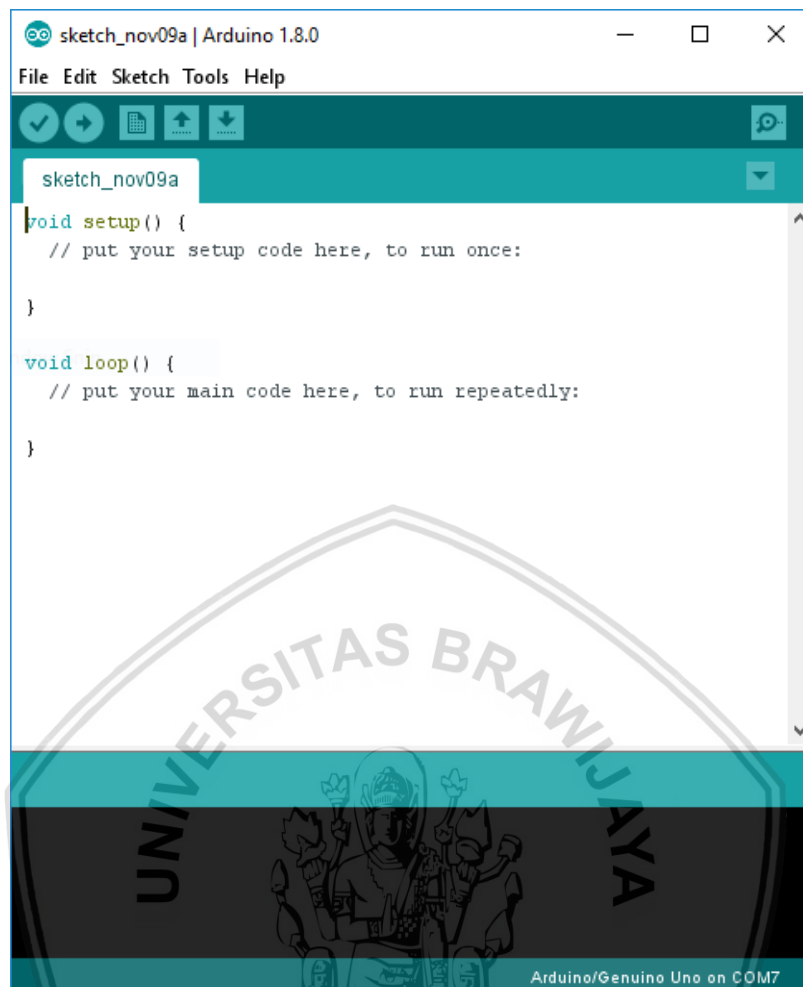 sketch_nov09a | Arduino 1.8.0
File Edit Sketch Tools Help
sketch_nov09a
void setup() {
  // put your setup code here, to run once:
}
void loop() {
  // put your main code here, to run repeatedly:
}
UNIVERSITAS BRAWIJAYA
Arduino/Genuino Uno on COM7